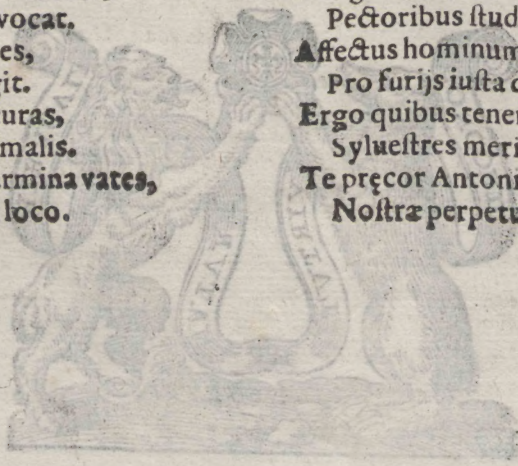 vocat.
es,
it.
uras,
malis.
rmina vates,
loco.
Pectoribus stud
Affectus hominum
Pro furijs iusta
Ergo quibus tener
Syluestres meri
Te pręcor Antoni
Nostræ perpetu